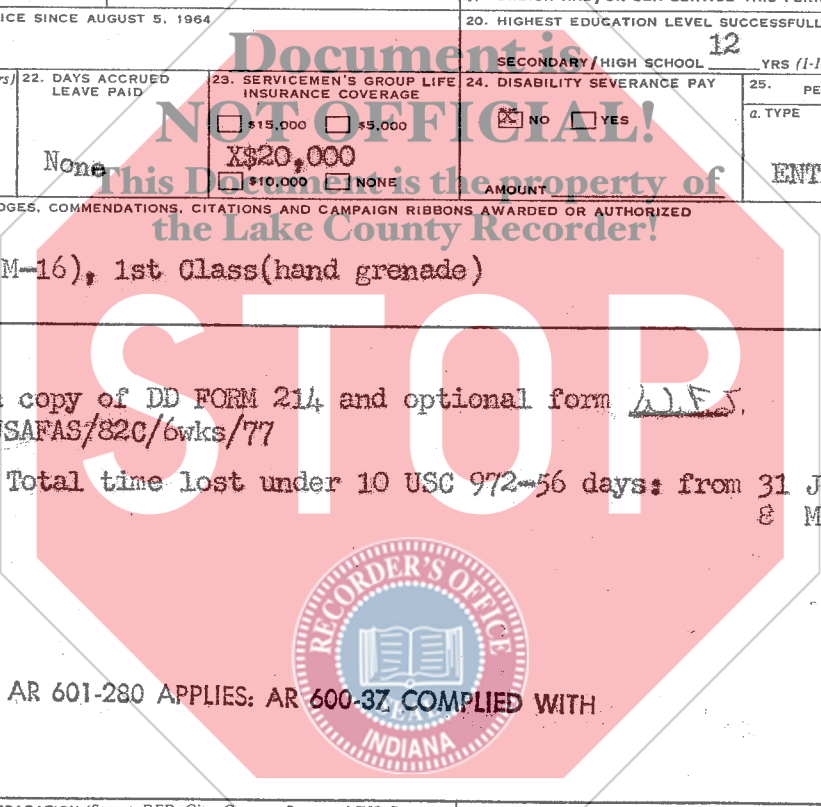 ICE SINCE AUGUST 5, 1964
20. HIGHEST EDUCATION LEVEL SUCCESSFULL
SECONDARY/HIGH SCHOOL 12 YRS (1-1
Document is
22. DAYS ACCRUED LEAVE PAID
None
23. SERVICEMEN'S GROUP LIFE INSURANCE COVERAGE
$15,000 $5,000
X$20,000
$10,000 NONE
24. DISABILITY SEVERANCE PAY
X NO YES
AMOUNT
25. PE
a. TYPE
ENT
NOT OFFICIAL!
This Document is the property of
the Lake County Recorder!
DGES, COMMENDATIONS, CITATIONS AND CAMPAIGN RIBBONS AWARDED OR AUTHORIZED
M-16), 1st Class(hand grenade)
STOP
copy of DD FORM 214 and optional form W.F.J.
SAFAS/82C/6wks/77
Total time lost under 10 USC 972-56 days: from 31 J
8 M
RECORDER'S OFFICE
SEAL
INDIANA
AR 601-280 APPLIES: AR 600-37 COMPLIED WITH